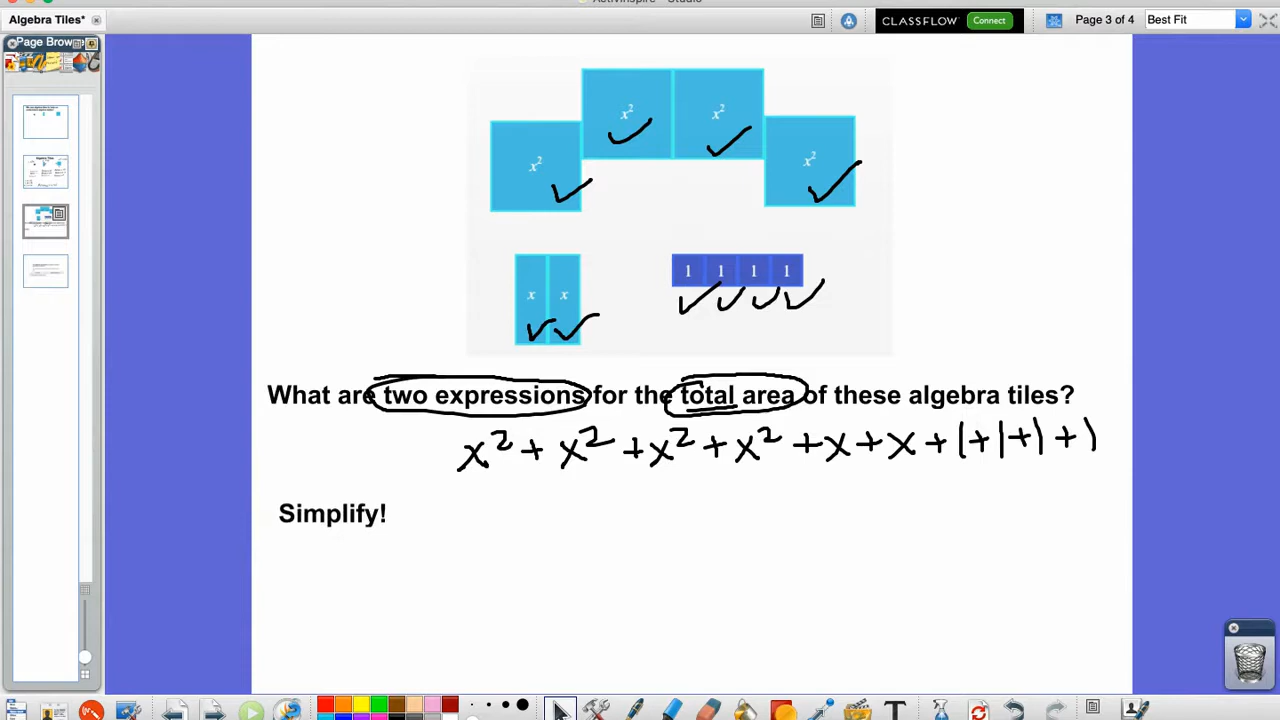 Activinspire - Studio
Algebra Tiles*
CLASSFLOW Connect
Page 3 of 4
Best Fit
Page Brow
x² x²
x² x²
x x
1 1 1 1
What are two expressions for the total area of these algebra tiles?
x² + x² + x² + x² + x + x + 1 + 1 + 1 + 1
Simplify!
T